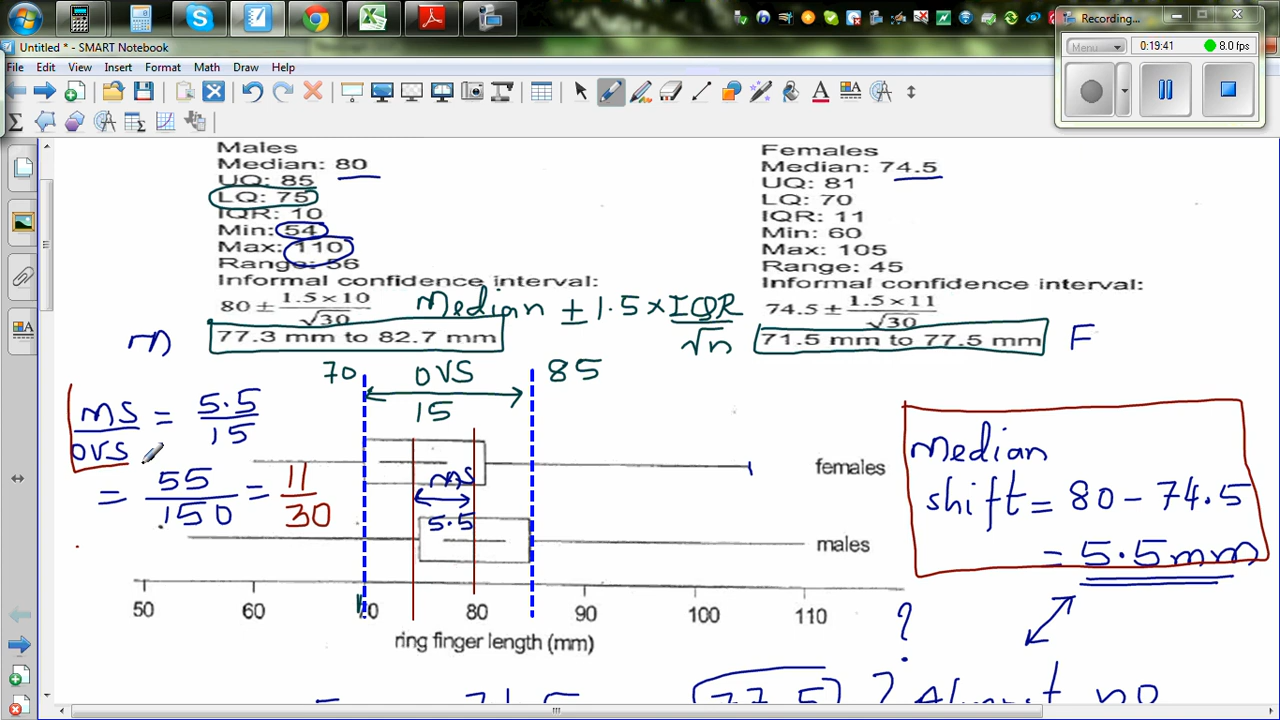 Recording...
Untitled * - SMART Notebook
Menu
0:19:41
8.0 fps
File Edit View Insert Format Math Draw Help
Males
Median: 80
UQ: 85
LQ: 75
IQR: 10
Min: 54
Max: 110
Range: 56
Informal confidence interval:
80 ± 1.5 × 10 / √30
77.3 mm to 82.7 mm
Females
Median: 74.5
UQ: 81
LQ: 70
IQR: 11
Min: 60
Max: 105
Range: 45
Informal confidence interval:
74.5 ± 1.5 × 11 / √30
71.5 mm to 77.5 mm
Median ± 1.5 × IQR / √n
m
F
70 OVS 85
15
MS / OVS = 5.5 / 15
= 55 / 150 = 11 / 30
MS
5.5
females
males
50 60 70 80 90 100 110
ring finger length (mm)
Median
shift = 80 - 74.5
= 5.5mm
?
77.5 ? Almost no